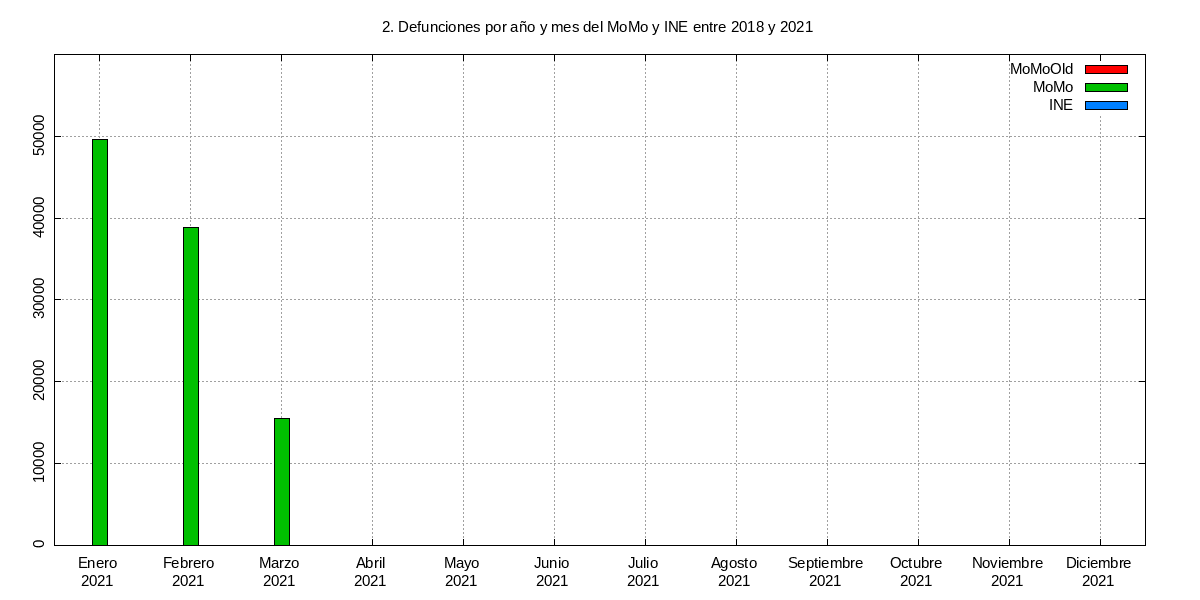 2. Defunciones por año y mes del MoMo y INE entre 2018 y 2021
MoMoOld
MoMo
INE
50000
40000
30000
20000
10000
0
Enero Febrero Marzo Abril Mayo Junio Julio Agosto Septiembre Octubre Noviembre Diciembre
2021 2021 2021 2021 2021 2021 2021 2021 2021 2021 2021 2021